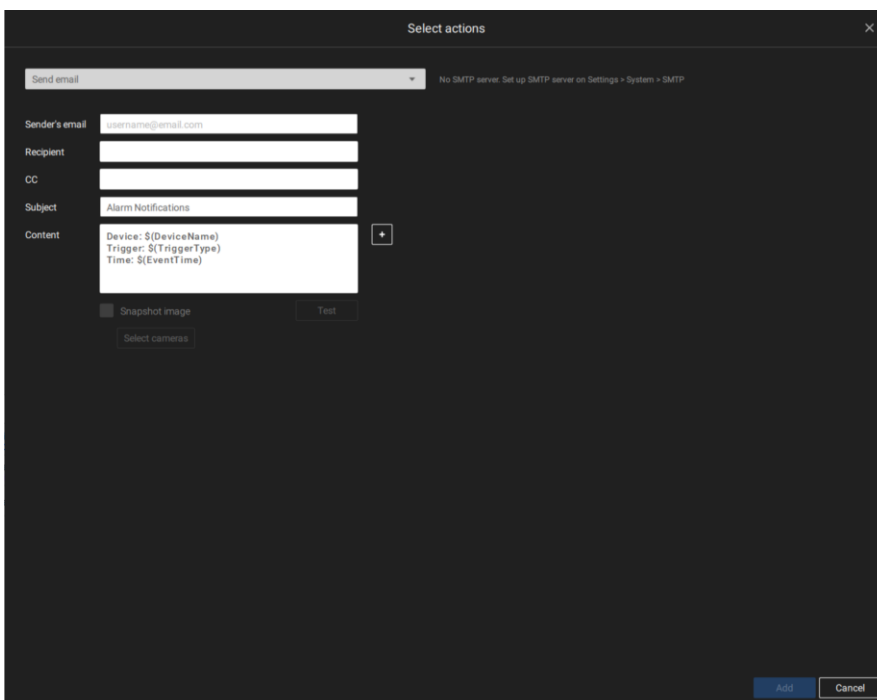 Select actions
Send email
No SMTP server. Set up SMTP server on Settings > System > SMTP
Sender's email
username@email.com
Recipient
CC
Subject
Alarm Notifications
Content
Device: $(DeviceName)
Trigger: $(TriggerType)
Time: $(EventTime)
Snapshot image
Test
Select cameras
Add
Cancel